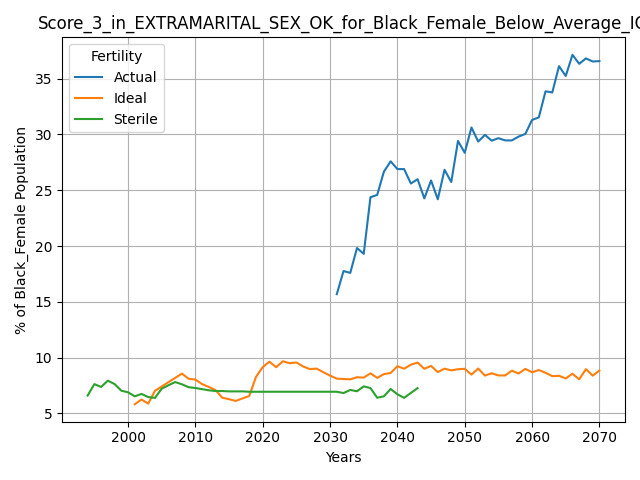 Score_3_in_EXTRAMARITAL_SEX_OK_for_Black_Female_Below_Average_IQ
Fertility
Actual
Ideal
Sterile
% of Black_Female Population
35
30
25
20
15
10
5
2000 2010 2020 2030 2040 2050 2060 2070
Years